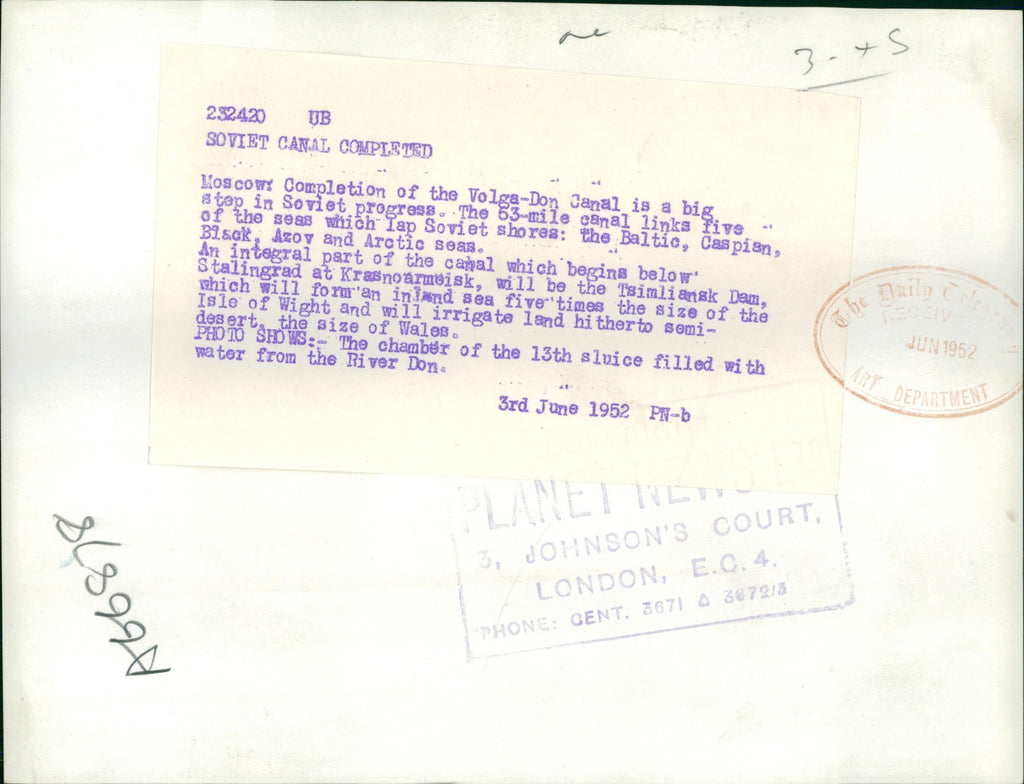 3- + S
232420 UB
SOVIET CANAL COMPLETED
Moscow: Completion of the Volga-Don Canal is a big
step in Soviet progress. The 63-mile canal links five
of the seas which lap Soviet shores: the Baltic, Caspian,
Black, Azov and Arctic seas.
An integral part of the canal which begins below
Stalingrad at Krasnoarmeisk, will be the Tsimliansk Dam,
which will form an inland sea five times the size of the
Isle of Wight and will irrigate land hitherto semi-
desert, the size of Wales.
PHOTO SHOWS:- The chamber of the 13th sluice filled with
water from the River Don.
3rd June 1952 PN-b
The Daily Telegraph
RECEIV
JUN 1952
ART DEPARTMENT
COPYRIGHT
PLANET NEWS LTD
3, JOHNSON'S COURT,
LONDON, E.C.4.
PHONE: CENT. 3671 & 3672/3